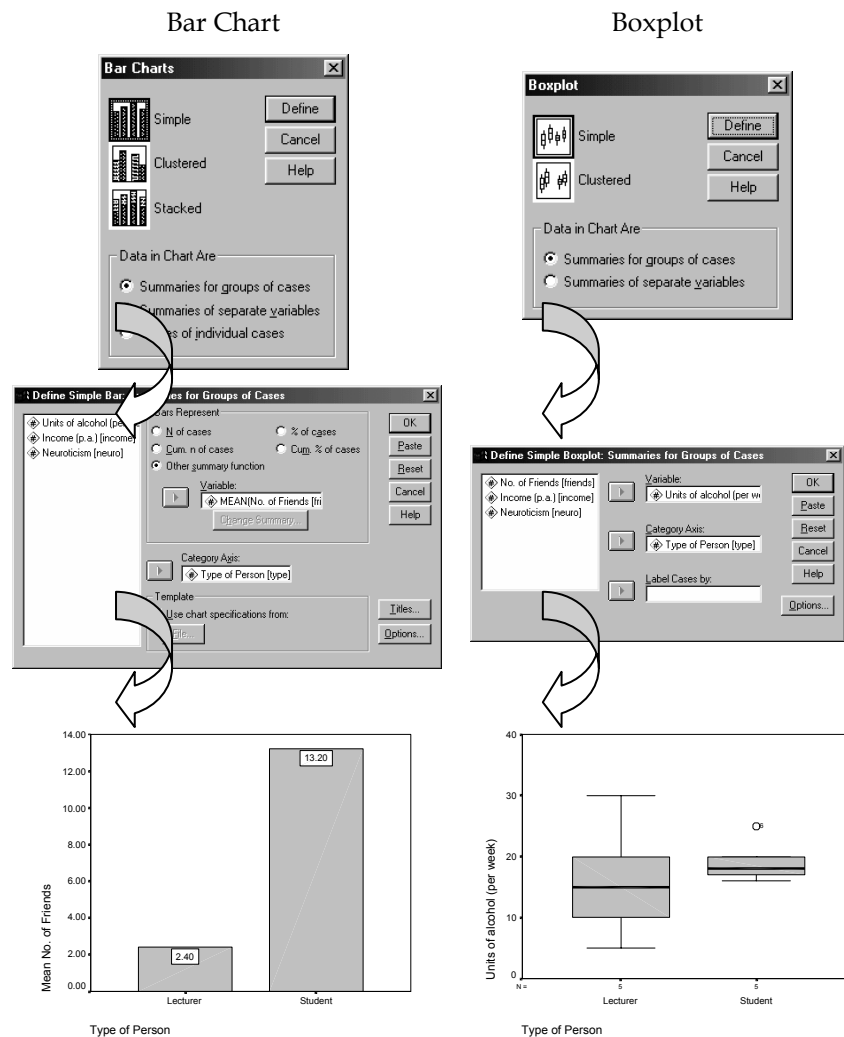 Bar Chart
Boxplot
Bar Charts
Simple
Clustered
Stacked
Define
Cancel
Help
Data in Chart Are
Summaries for groups of cases
Summaries of separate variables
of individual cases
Boxplot
Simple
Clustered
Define
Cancel
Help
Data in Chart Are
Summaries for groups of cases
Summaries of separate variables
Define Simple Bar: for Groups of Cases
Units of alcohol
Income (p.a.) [income]
Neuroticism [neuro]
Bars Represent
N of cases
% of cases
Cum. n of cases
Cum. % of cases
Other summary function
Variable:
MEAN(No. of Friends [fri
Change Summary...
Category Axis:
Type of Person [type]
Template
Use chart specifications from:
OK
Paste
Reset
Cancel
Help
Titles...
Options...
Define Simple Boxplot: Summaries for Groups of Cases
No. of Friends [friends]
Income (p.a.) [income]
Neuroticism [neuro]
Variable:
Units of alcohol (per w
Category Axis:
Type of Person [type]
Label Cases by:
OK
Paste
Reset
Cancel
Help
Options...
14.00
12.00
10.00
8.00
6.00
4.00
2.00
0.00
Mean No. of Friends
2.40
13.20
Lecturer
Student
Type of Person
40
30
20
10
0
Units of alcohol (per week)
6
N =
5
5
Lecturer
Student
Type of Person